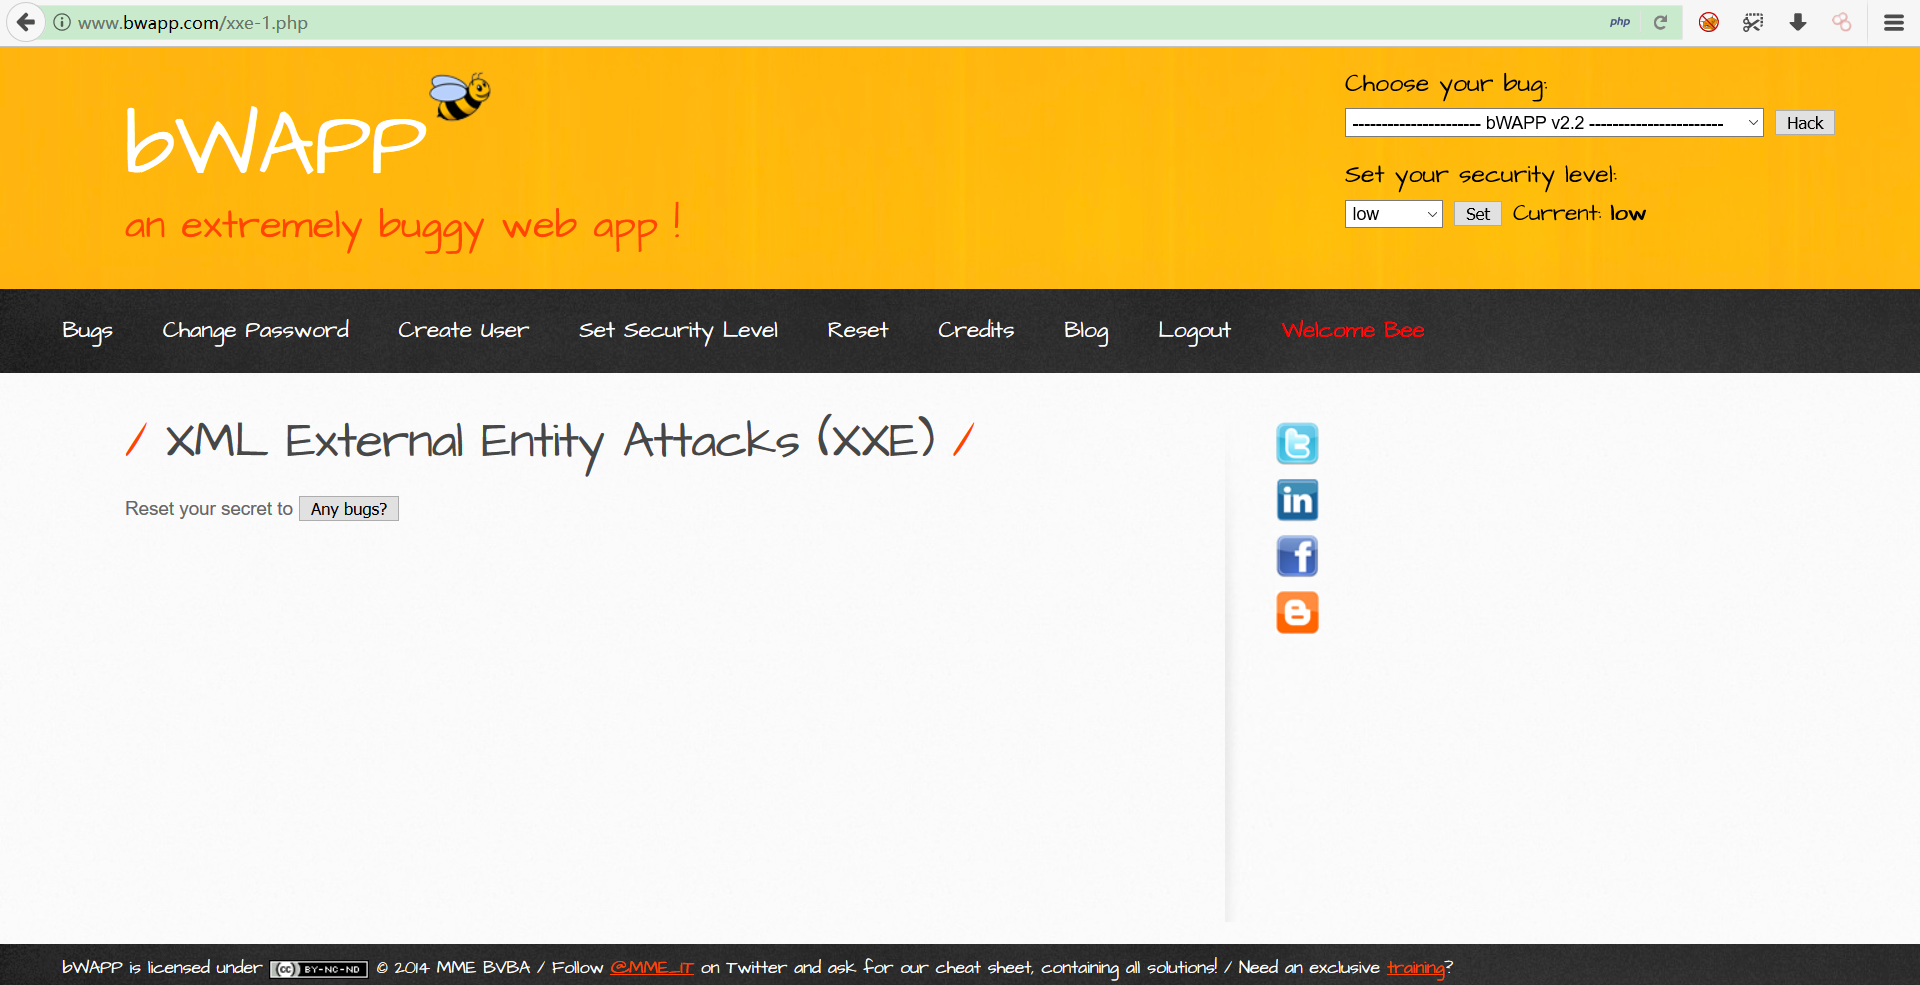 www.bwapp.com/xxe-1.php php
bWAPP
an extremely buggy web app !
Choose your bug:
---------------------- bWAPP v2.2 ----------------------- Hack
Set your security level:
low Set Current: low
Bugs Change Password Create User Set Security Level Reset Credits Blog Logout Welcome Bee
/ XML External Entity Attacks (XXE) /
Reset your secret to Any bugs?
bWAPP is licensed under (cc) BY-NC-ND © 2014 MME BVBA / Follow @MME_IT on Twitter and ask for our cheat sheet, containing all solutions! / Need an exclusive training?